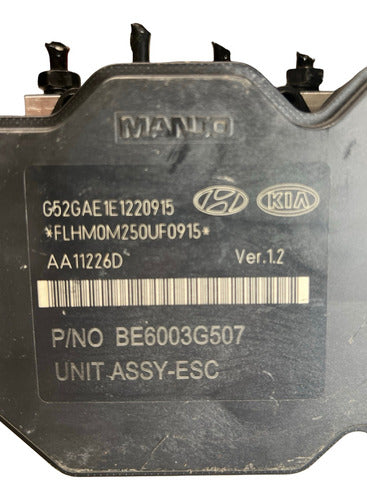 MANDO
G52GAE1E1220915
KIA
*FLHM0M250UF0915*
AA11226D Ver.1.2
P/NO BE6003G507
UNIT ASSY-ESC